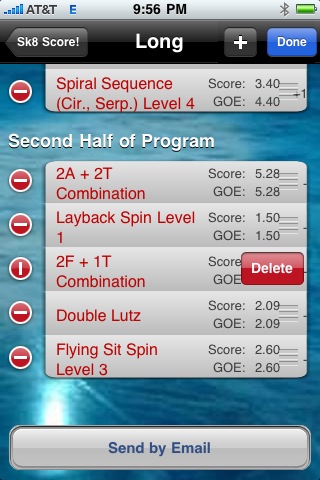 AT&T E 9:56 PM
Sk8 Score! Long + Done
Spiral Sequence Score: 3.40
(Cir., Serp.) Level 4 GOE: 4.40 +1
Second Half of Program
2A + 2T Score: 5.28
Combination GOE: 5.28
Layback Spin Level Score: 1.50
1 GOE: 1.50
2F + 1T Score
Combination GOE: Delete
Double Lutz Score: 2.09
GOE: 2.09
Flying Sit Spin Score: 2.60
Level 3 GOE: 2.60
Send by Email